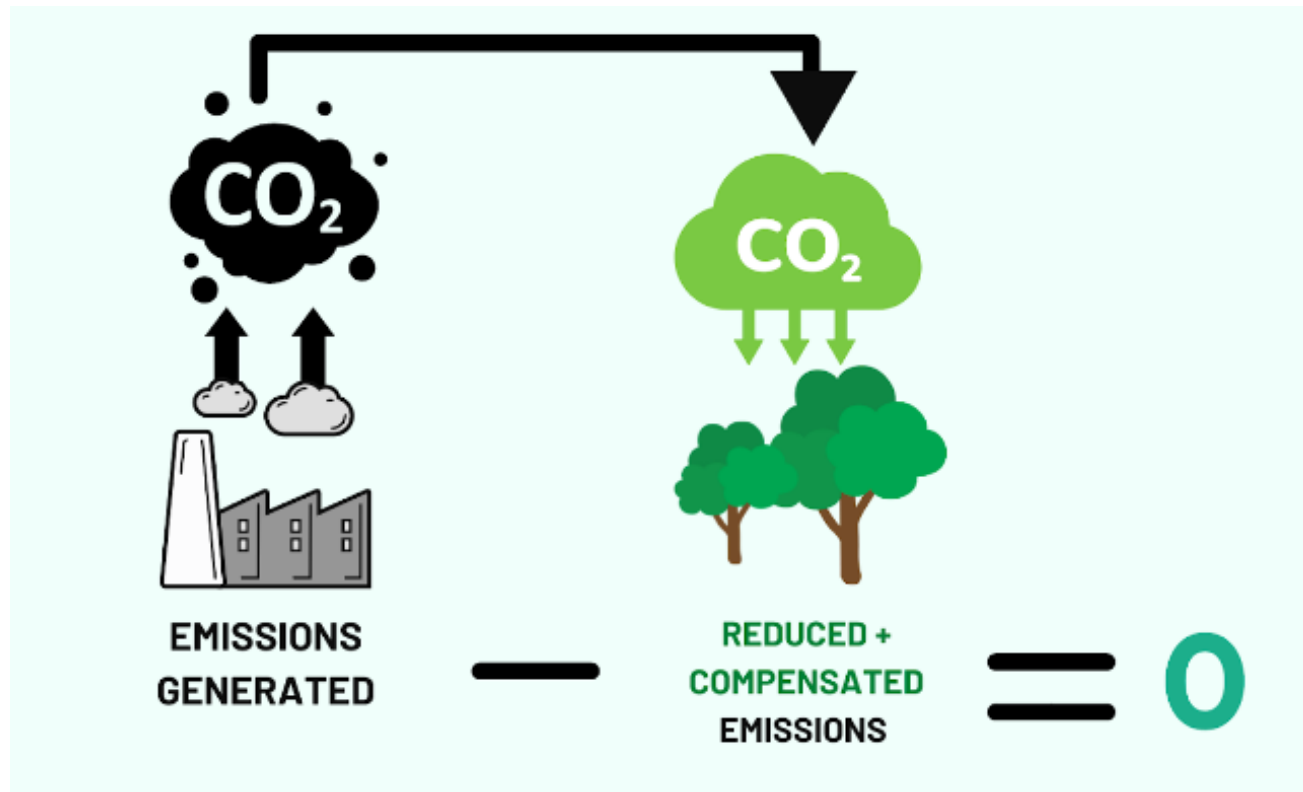 CO₂
CO₂
EMISSIONS
GENERATED
REDUCED +
COMPENSATED
EMISSIONS
— = 0